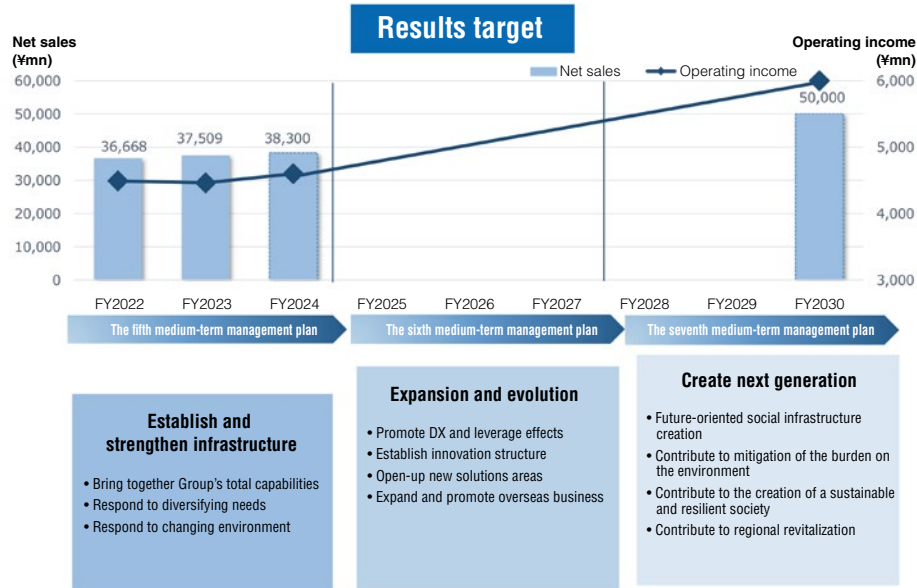 Results target
Net sales
(¥mn)
Operating income
(¥mn)
Net sales
Operating income
60,000
50,000
40,000
30,000
20,000
10,000
0
6,000
5,000
4,000
3,000
36,668
37,509
38,300
50,000
FY2022
FY2023
FY2024
FY2025
FY2026
FY2027
FY2028
FY2029
FY2030
The fifth medium-term management plan
The sixth medium-term management plan
The seventh medium-term management plan
Establish and
strengthen infrastructure
• Bring together Group's total capabilities
• Respond to diversifying needs
• Respond to changing environment
Expansion and evolution
• Promote DX and leverage effects
• Establish innovation structure
• Open-up new solutions areas
• Expand and promote overseas business
Create next generation
• Future-oriented social infrastructure
creation
• Contribute to mitigation of the burden on
the environment
• Contribute to the creation of a sustainable
and resilient society
• Contribute to regional revitalization